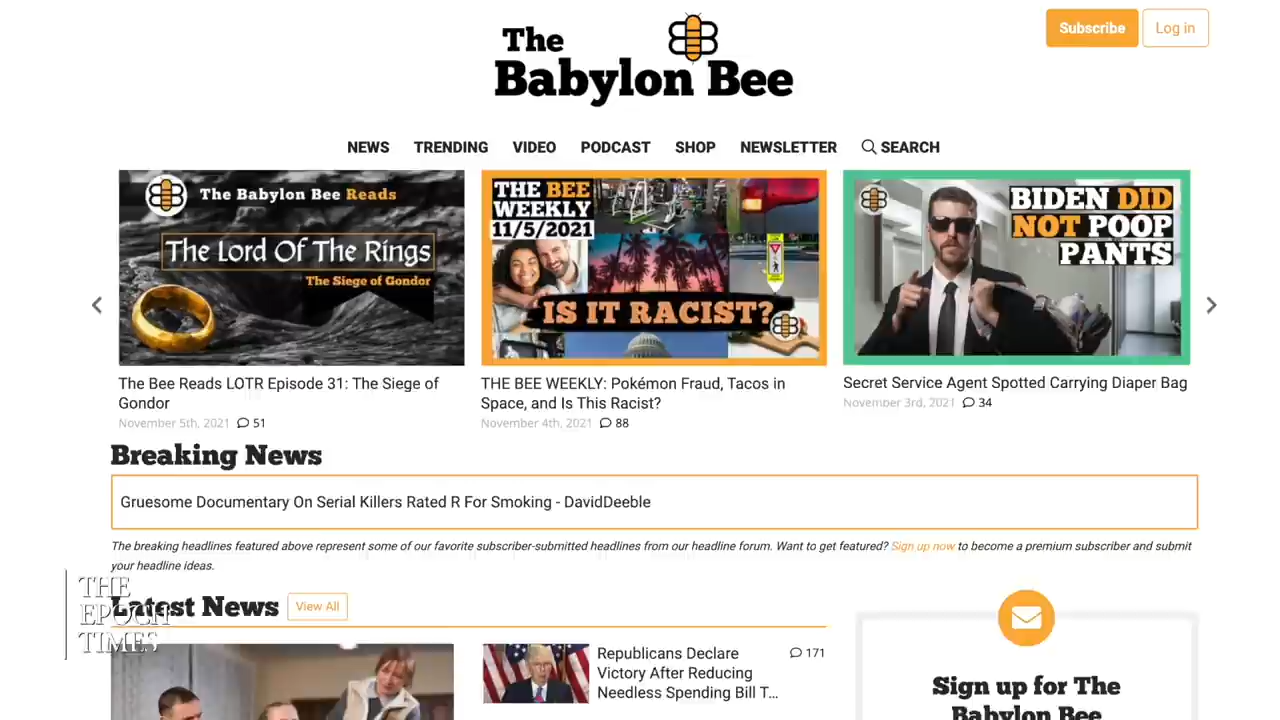 The
Babylon Bee
Subscribe
Log in
NEWS TRENDING VIDEO PODCAST SHOP NEWSLETTER SEARCH
The Babylon Bee Reads
The Lord Of The Rings
The Siege of Gondor
The Bee Reads LOTR Episode 31: The Siege of
Gondor
November 5th, 2021 51
THE BEE
WEEKLY
11/5/2021
IS IT RACIST?
THE BEE WEEKLY: Pokémon Fraud, Tacos in
Space, and Is This Racist?
November 4th, 2021 88
BIDEN DID
NOT POOP
PANTS
Secret Service Agent Spotted Carrying Diaper Bag
November 3rd, 2021 34
Breaking News
Gruesome Documentary On Serial Killers Rated R For Smoking - DavidDeeble
The breaking headlines featured above represent some of our favorite subscriber-submitted headlines from our headline forum. Want to get featured? Sign up now to become a premium subscriber and submit
your headline ideas.
THE
EPOCH
TIMES
Latest News View All
Republicans Declare
Victory After Reducing
Needless Spending Bill T...
171
Sign up for The
Babylon Bee